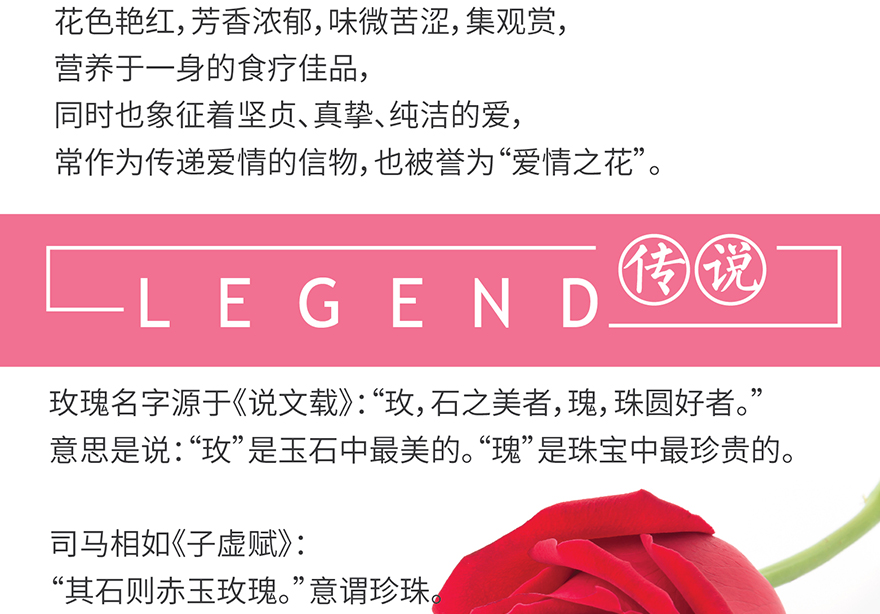 花色艳红，芳香浓郁，味微苦涩，集观赏，
营养于一身的食疗佳品，
同时也象征着坚贞、真挚、纯洁的爱，
常作为传递爱情的信物，也被誉为“爱情之花”。
LEGEND 传说
玫瑰名字源于《说文载》：“玫，石之美者，瑰，珠圆好者。”
意思是说：“玫”是玉石中最美的。“瑰”是珠宝中最珍贵的。
司马相如《子虚赋》：
“其石则赤玉玫瑰。”意谓珍珠。